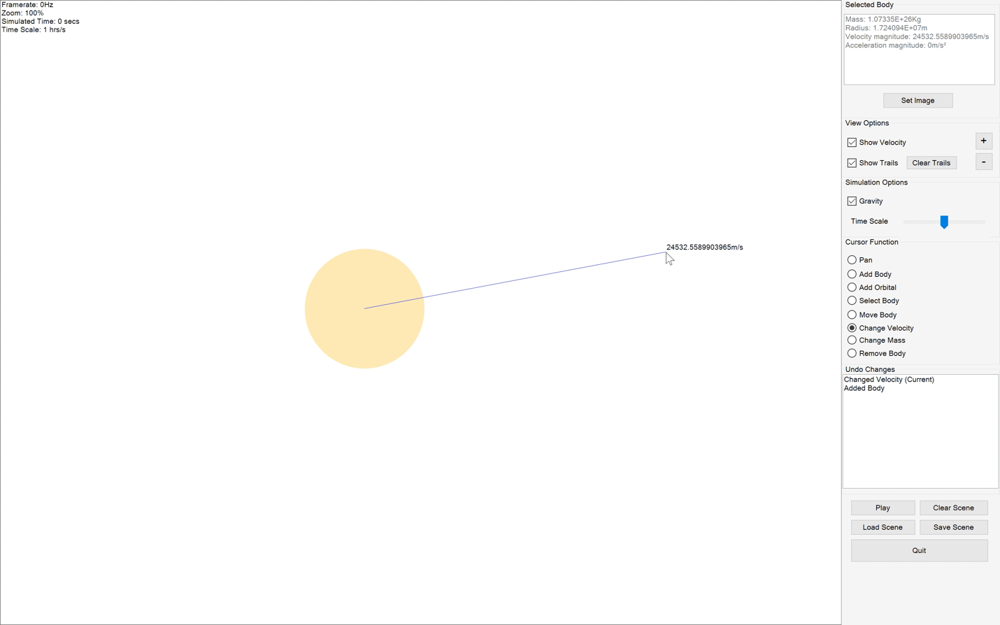 Framerate: 0Hz
Zoom: 100%
Simulated Time: 0 secs
Time Scale: 1 hrs/s
24532.5589903965m/s
Selected Body
Mass: 1.07335E+26Kg
Radius: 1.724094E+07m
Velocity magnitude: 24532.5589903965m/s
Acceleration magnitude: 0m/s²
Set Image
View Options
Show Velocity
+
Show Trails
Clear Trails
-
Simulation Options
Gravity
Time Scale
Cursor Function
Pan
Add Body
Add Orbital
Select Body
Move Body
Change Velocity
Change Mass
Remove Body
Undo Changes
Changed Velocity (Current)
Added Body
Play
Clear Scene
Load Scene
Save Scene
Quit